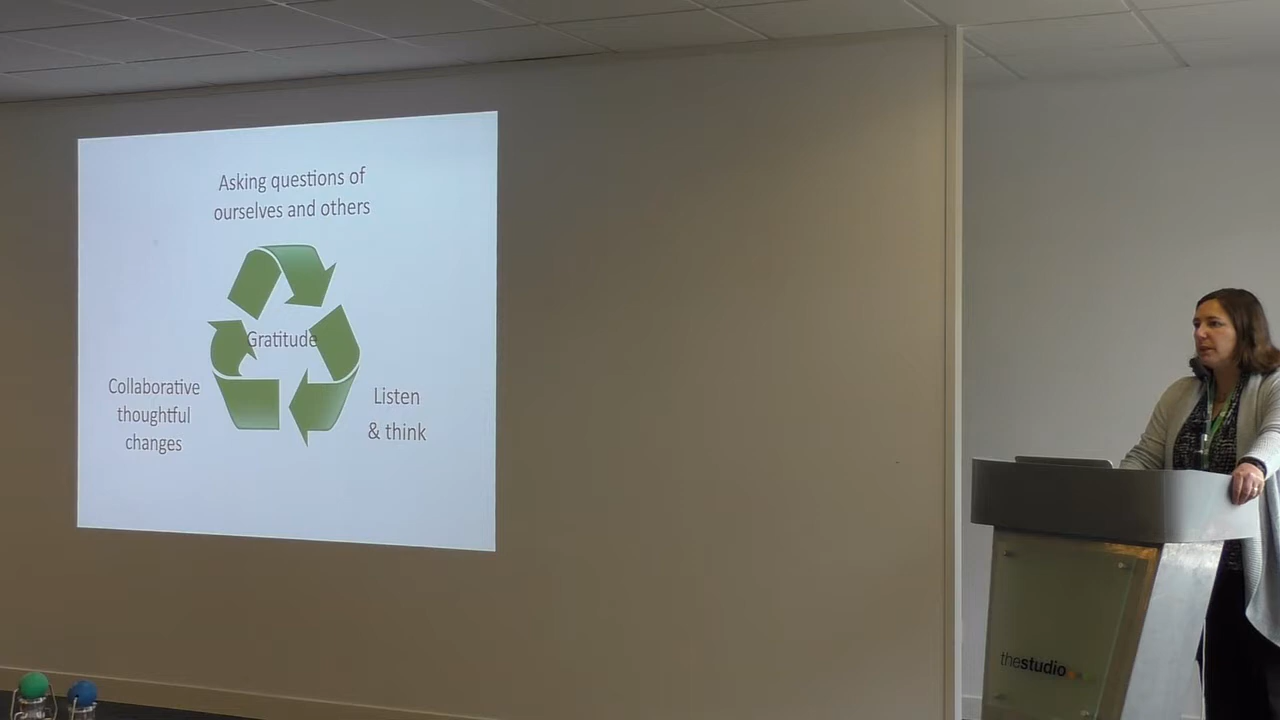 Asking questions of
ourselves and others
Gratitude
Collaborative
thoughtful
changes
Listen
& think
thestudio